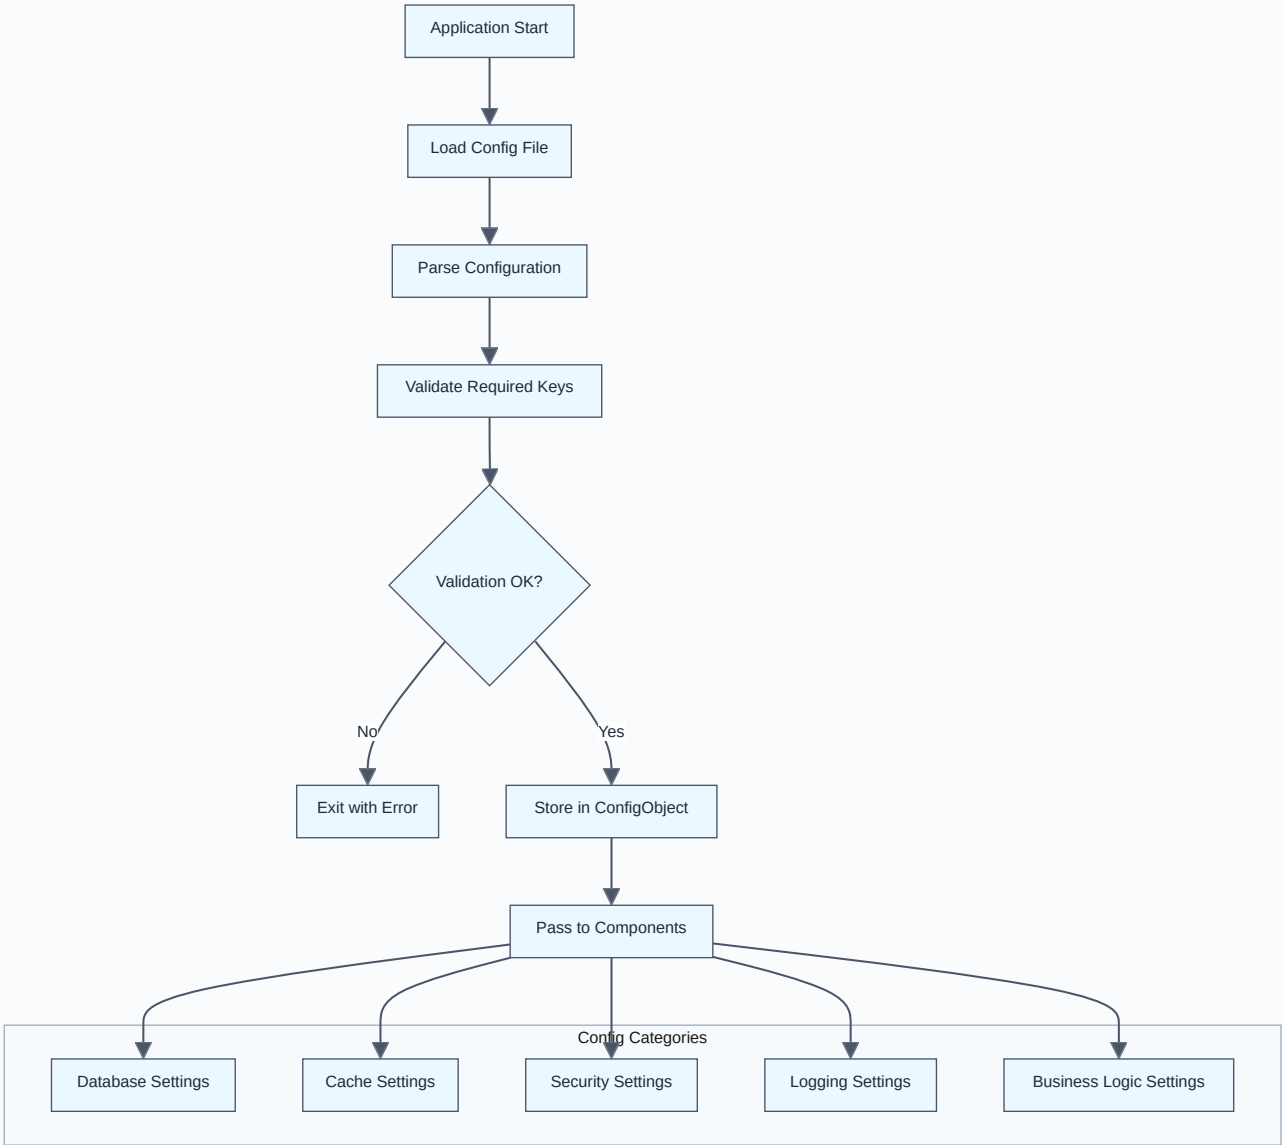 Application Start
Load Config File
Parse Configuration
Validate Required Keys
Validation OK?
No
Yes
Exit with Error
Store in ConfigObject
Pass to Components
Config Categories
Database Settings
Cache Settings
Security Settings
Logging Settings
Business Logic Settings